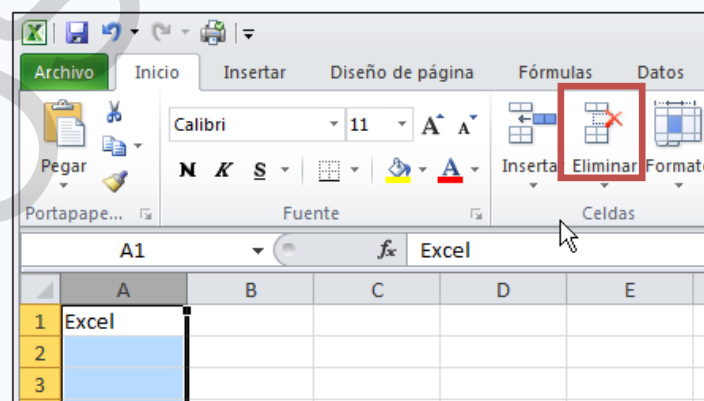 Archivo Inicio Insertar Diseño de página Fórmulas Datos
Calibri 11 A A
Pegar N K S A Insertar Eliminar Formato
Portapape... Fuente Celdas
A1 fx Excel
A B C D E
1 Excel
2
3